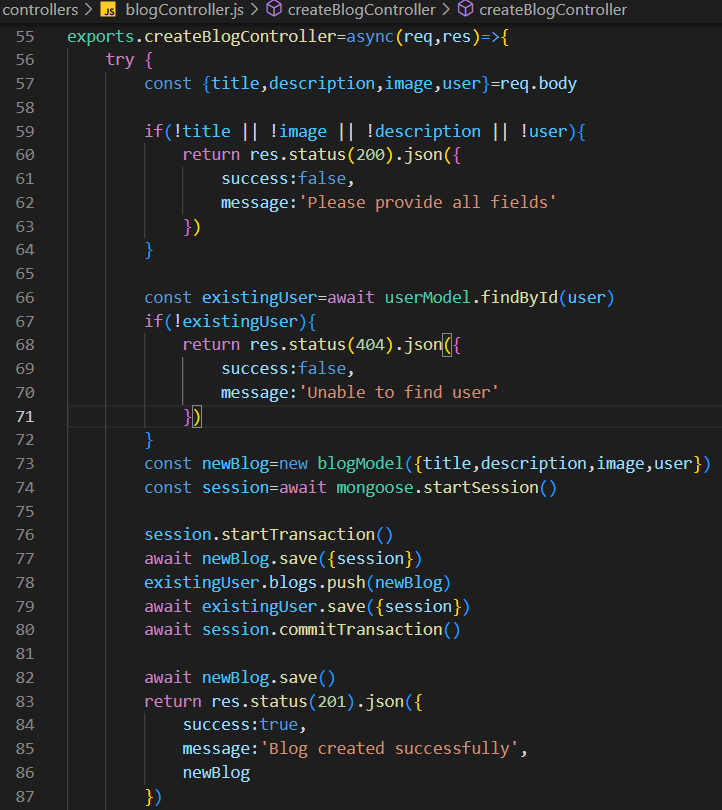 controllers > JS blogController.js > createBlogController > createBlogController
55 exports.createBlogController=async(req,res)=>{
56 try {
57 const {title,description,image,user}=req.body
58
59 if(!title || !image || !description || !user){
60 return res.status(200).json({
61 success:false,
62 message:'Please provide all fields'
63 })
64 }
65
66 const existingUser=await userModel.findById(user)
67 if(!existingUser){
68 return res.status(404).json({
69 success:false,
70 message:'Unable to find user'
71 })
72 }
73 const newBlog=new blogModel({title,description,image,user})
74 const session=await mongoose.startSession()
75
76 session.startTransaction()
77 await newBlog.save({session})
78 existingUser.blogs.push(newBlog)
79 await existingUser.save({session})
80 await session.commitTransaction()
81
82 await newBlog.save()
83 return res.status(201).json({
84 success:true,
85 message:'Blog created successfully',
86 newBlog
87 })